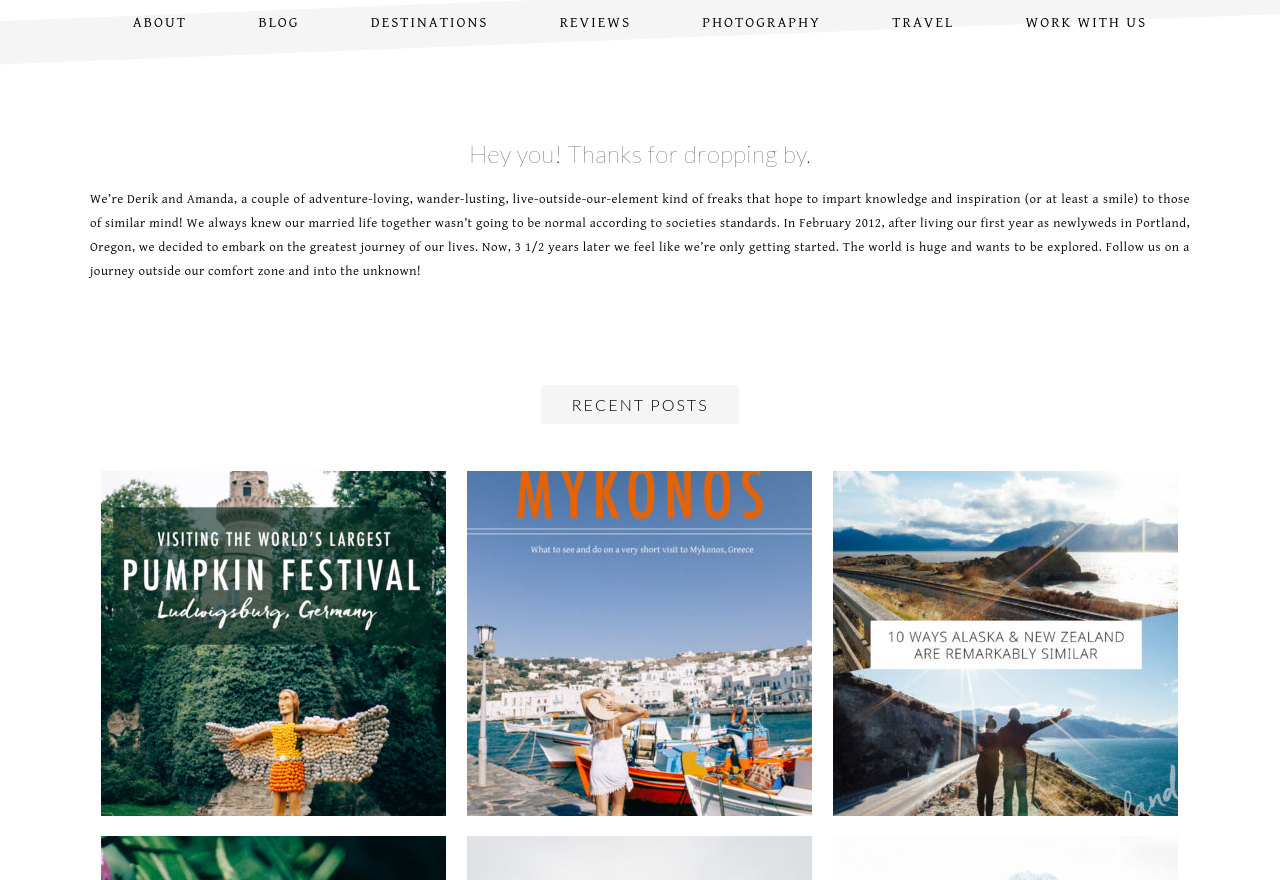 ABOUT BLOG DESTINATIONS REVIEWS PHOTOGRAPHY TRAVEL WORK WITH US
Hey you! Thanks for dropping by.
We’re Derik and Amanda, a couple of adventure-loving, wander-lusting, live-outside-our-element kind of freaks that hope to impart knowledge and inspiration (or at least a smile) to those
of similar mind! We always knew our married life together wasn’t going to be normal according to societies standards. In February 2012, after living our first year as newlyweds in Portland,
Oregon, we decided to embark on the greatest journey of our lives. Now, 3 1/2 years later we feel like we’re only getting started. The world is huge and wants to be explored. Follow us on a
journey outside our comfort zone and into the unknown!
RECENT POSTS
VISITING THE WORLD’S LARGEST
PUMPKIN FESTIVAL
Ludwigsburg, Germany
MYKONOS
What to see and do on a very short visit to Mykonos, Greece
10 WAYS ALASKA & NEW ZEALAND
ARE REMARKABLY SIMILAR
land